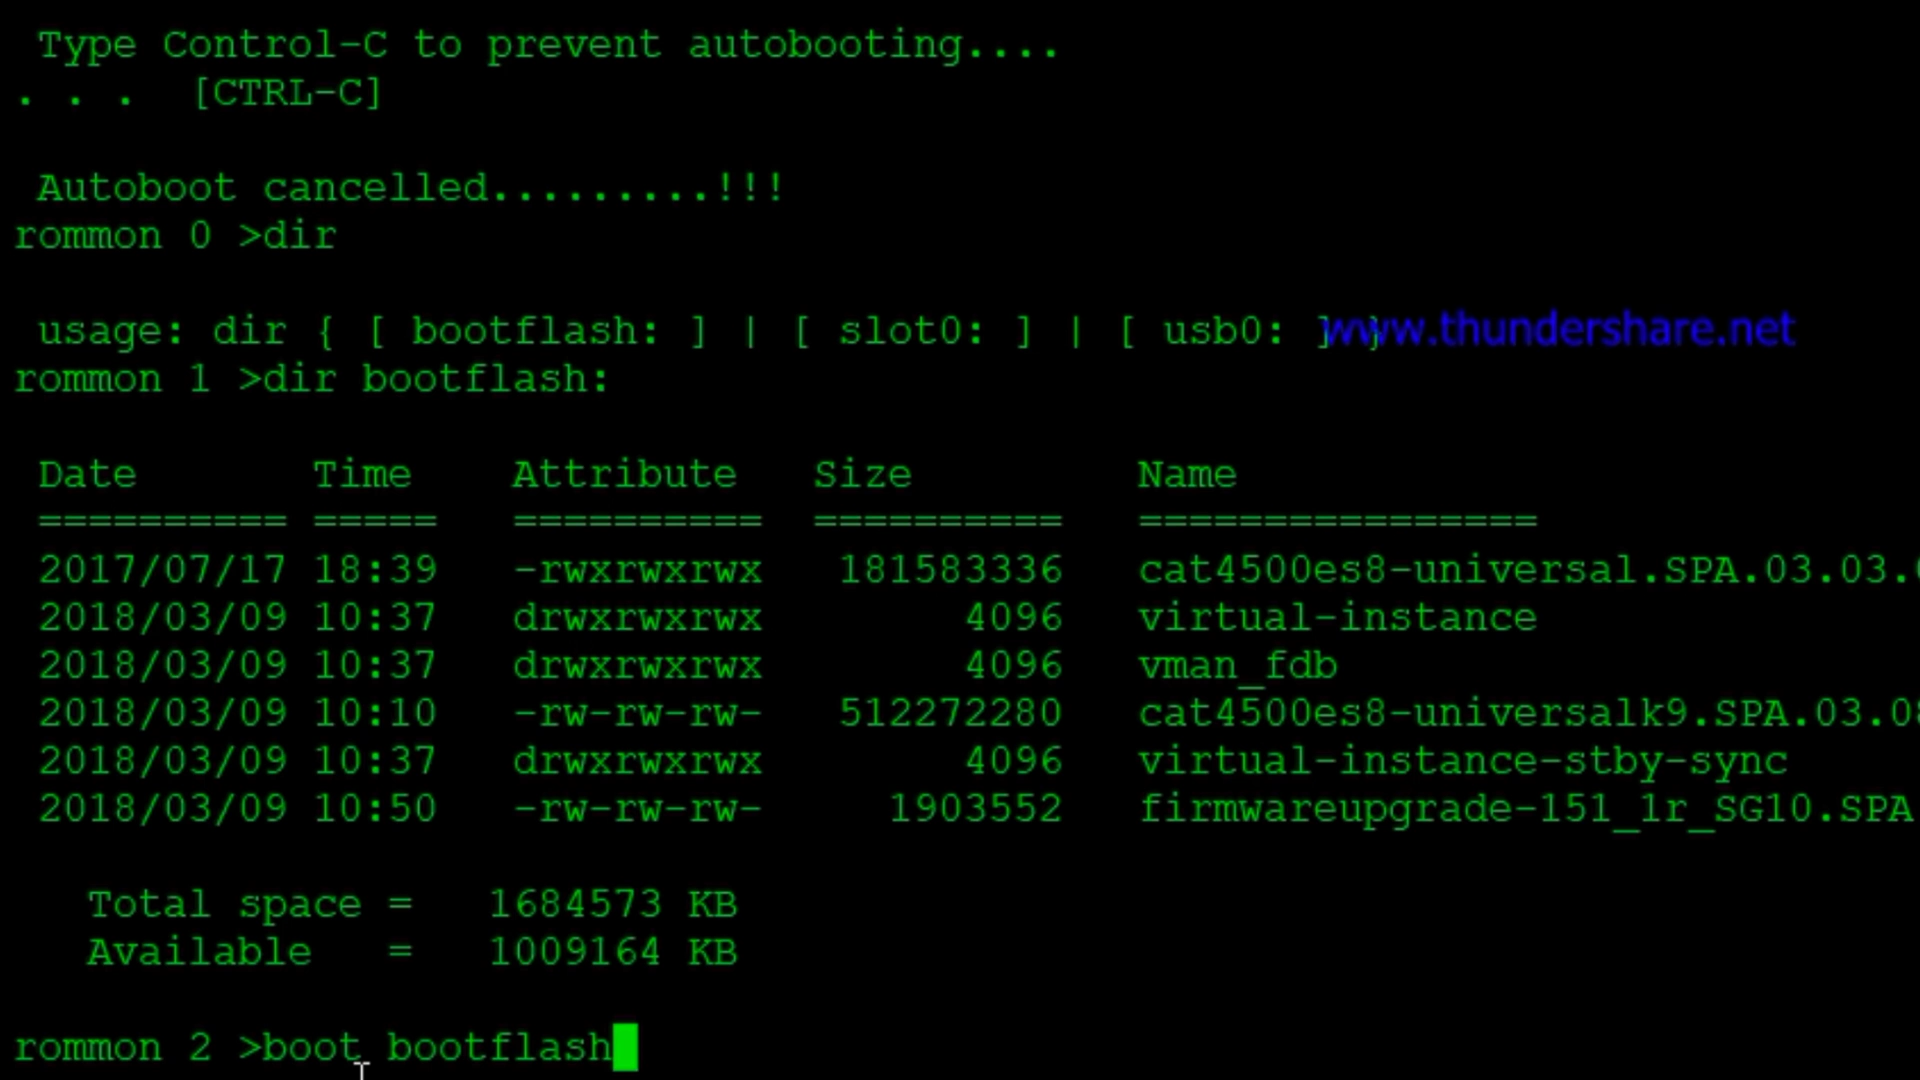 Type Control-C to prevent autobooting....
. . .  [CTRL-C]
Autoboot cancelled.........!!!
rommon 0 >dir
usage: dir { [ bootflash: ] | [ slot0: ] | [ usb0: ] }
www.thundershare.net
rommon 1 >dir bootflash:
Date Time Attribute Size Name
========== ===== ========== ========== ================
2017/07/17 18:39 -rwxrwxrwx 181583336 cat4500es8-universal.SPA.03.03.
2018/03/09 10:37 drwxrwxrwx 4096 virtual-instance
2018/03/09 10:37 drwxrwxrwx 4096 vman_fdb
2018/03/09 10:10 -rw-rw-rw- 512272280 cat4500es8-universalk9.SPA.03.08
2018/03/09 10:37 drwxrwxrwx 4096 virtual-instance-stby-sync
2018/03/09 10:50 -rw-rw-rw- 1903552 firmwareupgrade-151_1r_SG10.SPA
Total space = 1684573 KB
Available = 1009164 KB
rommon 2 >boot bootflash